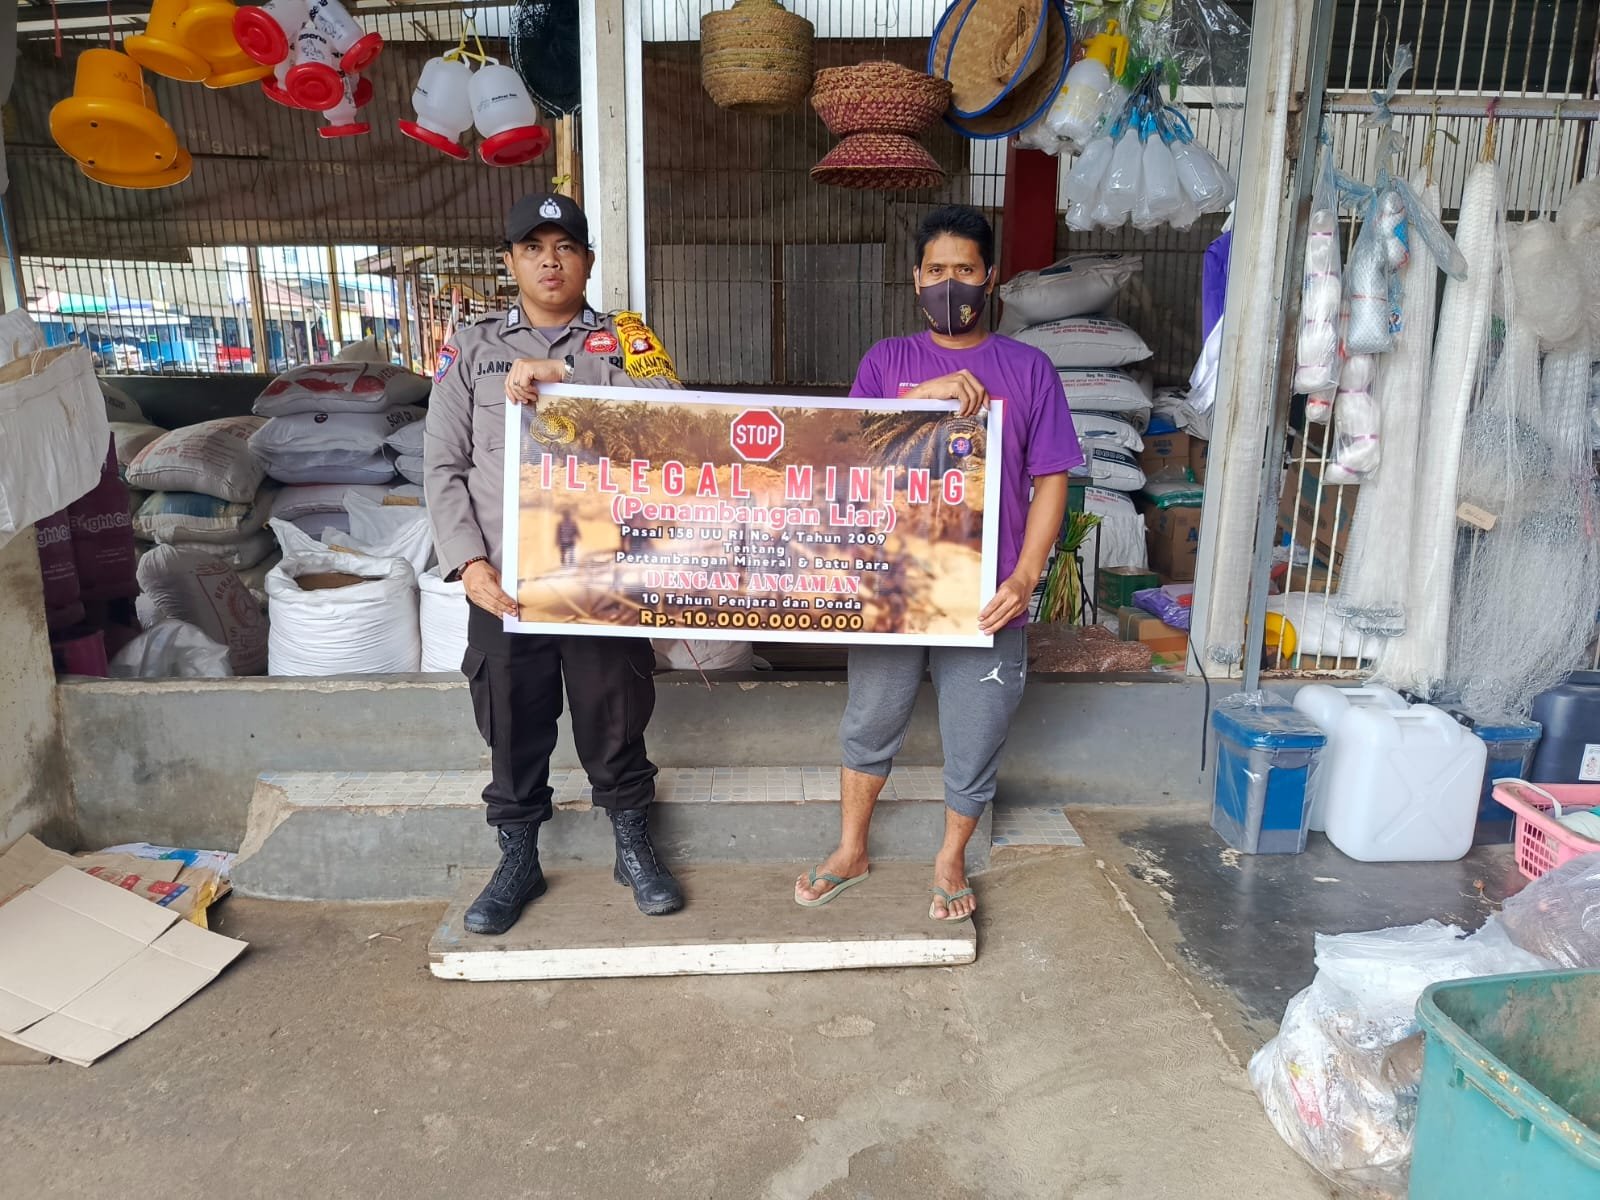 STOP
ILLEGAL MINING
(Penambangan Liar)
Pasal 158 UU RI No. 4 Tahun 2009
Tentang
Pertambangan Mineral & Batu Bara
DENGAN ANCAMAN
10 Tahun Penjara dan Denda
Rp. 10.000.000.000
J.AND